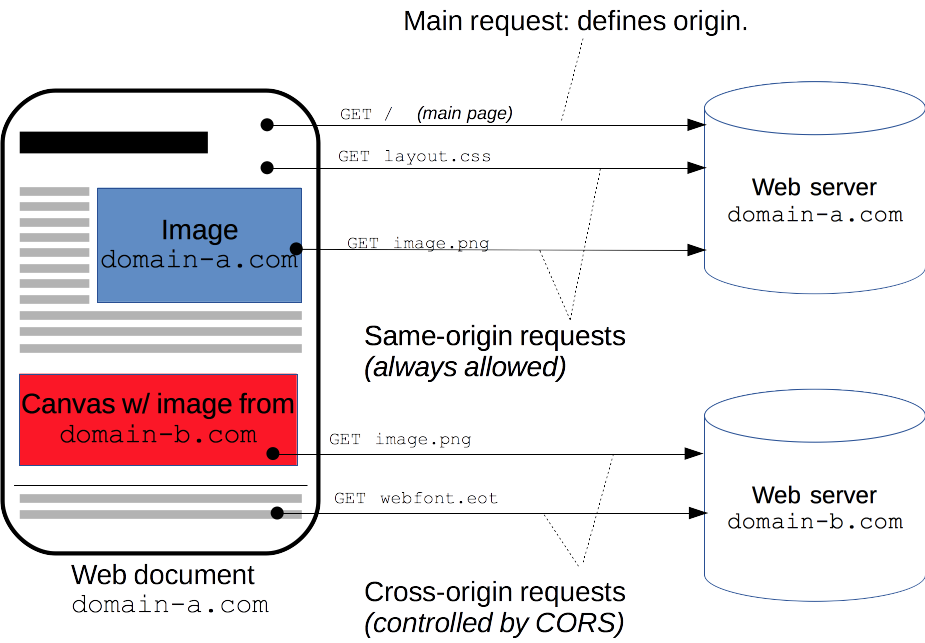 Main request: defines origin.
GET / (main page)
GET layout.css
Image
domain-a.com
GET image.png
Web server
domain-a.com
Same-origin requests
(always allowed)
Canvas w/ image from
domain-b.com
GET image.png
GET webfont.eot
Web server
domain-b.com
Web document
domain-a.com
Cross-origin requests
(controlled by CORS)